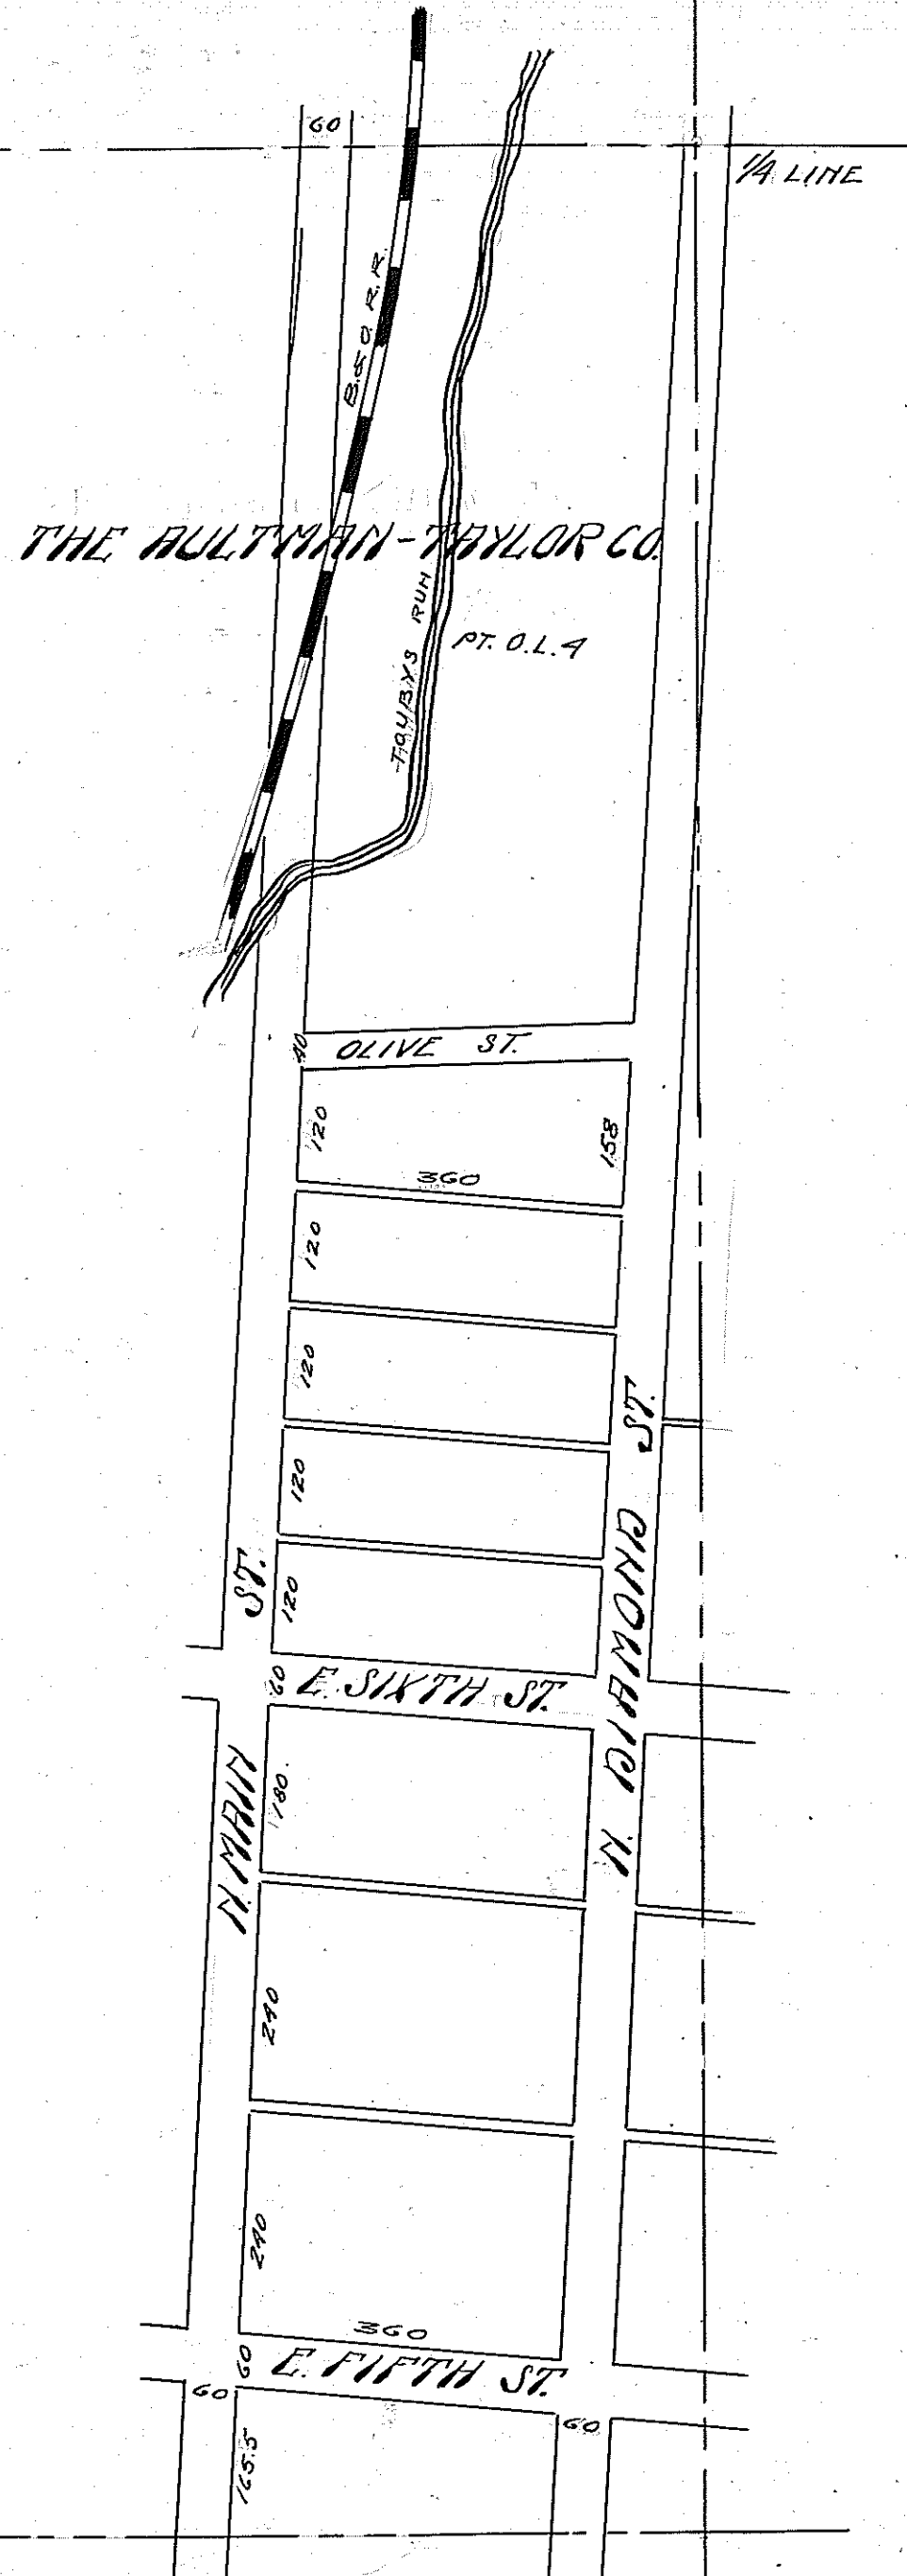 60
1/4 LINE
B.&O. R.R.
THE AULTMAN-TAYLOR CO.
TOUBYS RUN
PT. O.L.4
40
OLIVE ST.
120
158
360
120
120
120
ST.
120
ST.
60
E. SIXTH ST.
N. DIAMOND
180
N. MAIN
240
240
360
60
E. FIFTH ST.
60
60
165.5